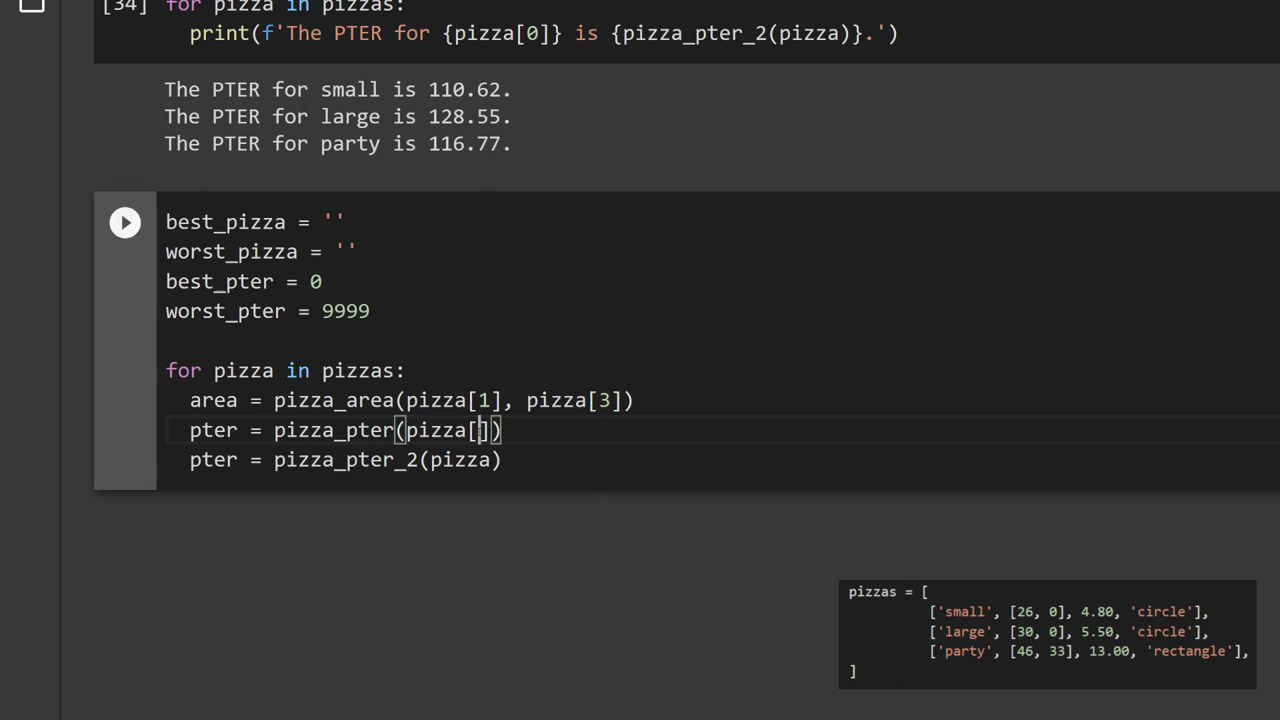 [34] for pizza in pizzas:
print(f'The PTER for {pizza[0]} is {pizza_pter_2(pizza)}.')
The PTER for small is 110.62.
The PTER for large is 128.55.
The PTER for party is 116.77.
best_pizza = ''
worst_pizza = ''
best_pter = 0
worst_pter = 9999
for pizza in pizzas:
area = pizza_area(pizza[1], pizza[3])
pter = pizza_pter(pizza[])
pter = pizza_pter_2(pizza)
pizzas = [
['small', [26, 0], 4.80, 'circle'],
['large', [30, 0], 5.50, 'circle'],
['party', [46, 33], 13.00, 'rectangle'],
]